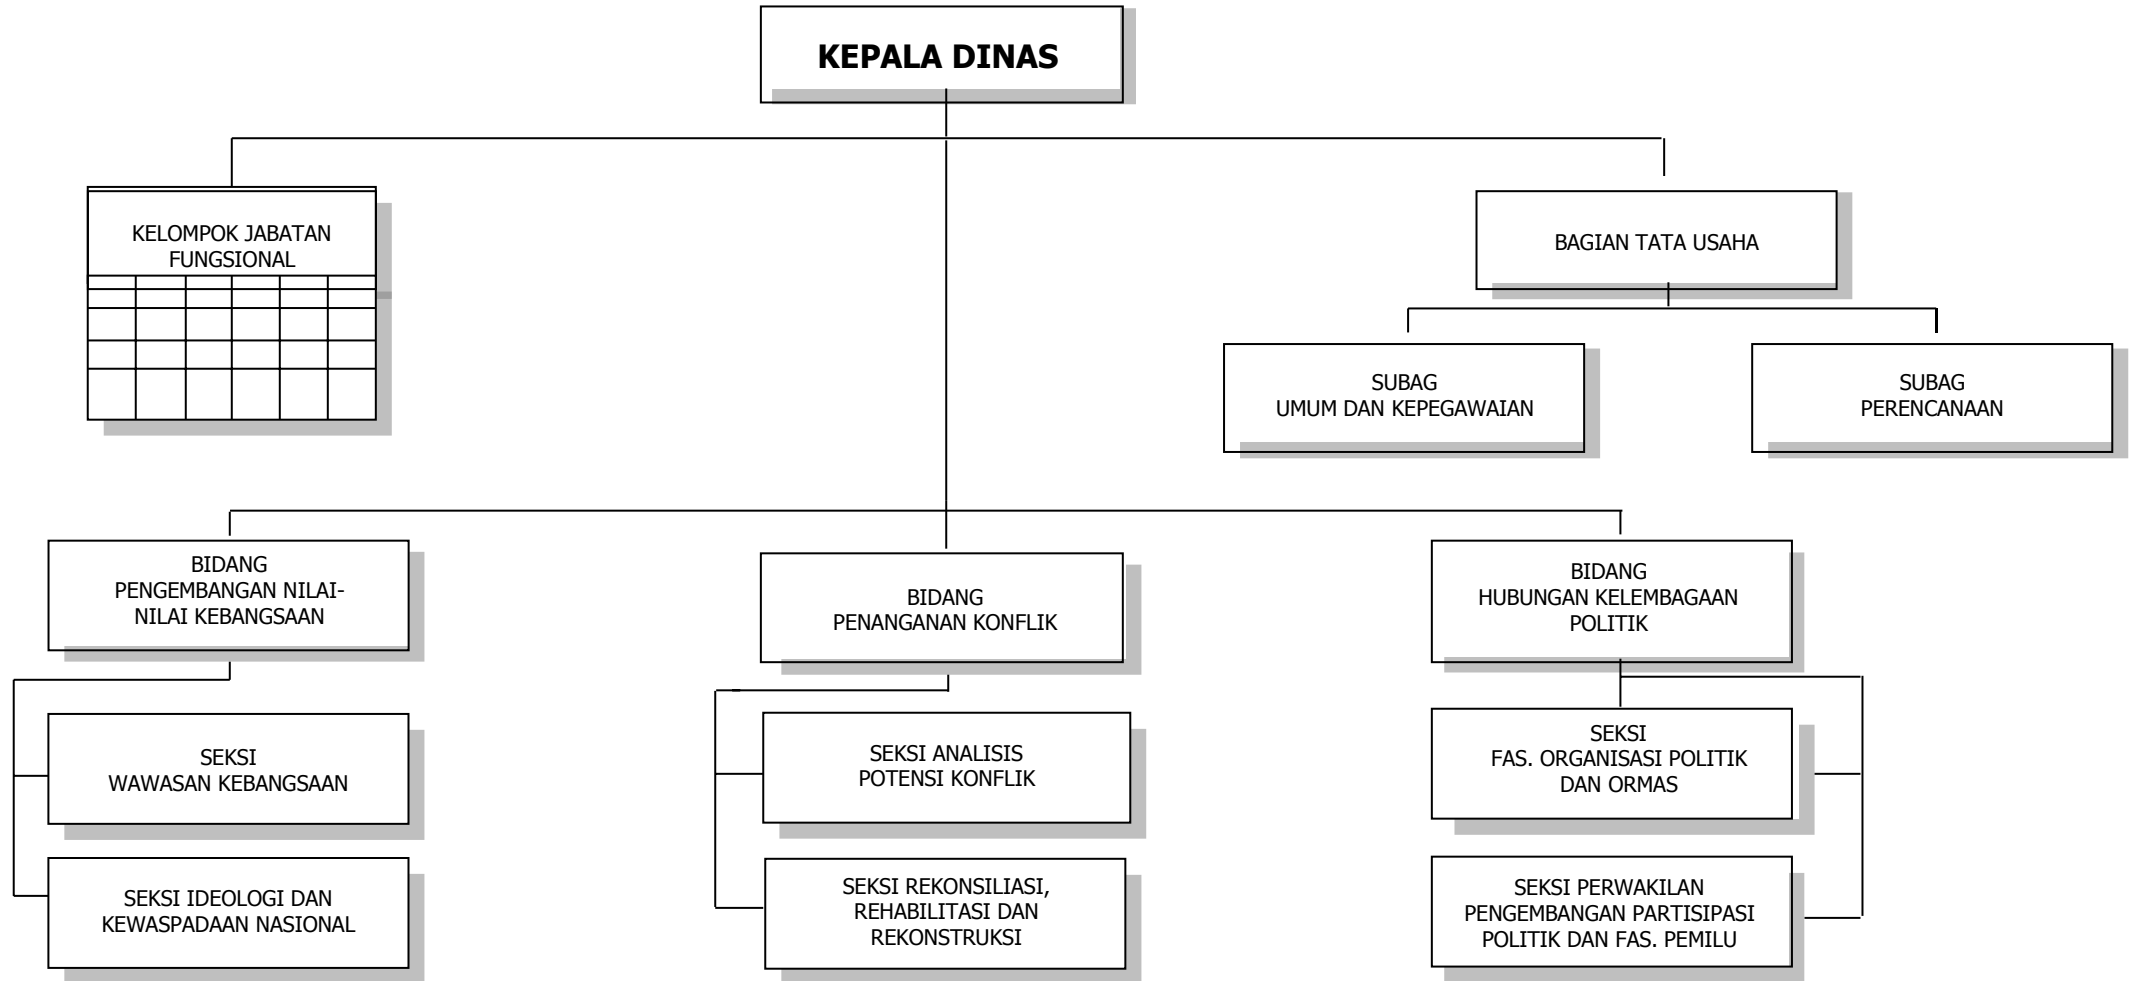 KEPALA DINAS
KELOMPOK JABATAN
FUNGSIONAL
BAGIAN TATA USAHA
SUBAG
UMUM DAN KEPEGAWAIAN
SUBAG
PERENCANAAN
BIDANG
PENGEMBANGAN NILAI-
NILAI KEBANGSAAN
BIDANG
PENANGANAN KONFLIK
BIDANG
HUBUNGAN KELEMBAGAAN
POLITIK
SEKSI
WAWASAN KEBANGSAAN
SEKSI ANALISIS
POTENSI KONFLIK
SEKSI
FAS. ORGANISASI POLITIK
DAN ORMAS
SEKSI IDEOLOGI DAN
KEWASPADAAN NASIONAL
SEKSI REKONSILIASI,
REHABILITASI DAN
REKONSTRUKSI
SEKSI PERWAKILAN
PENGEMBANGAN PARTISIPASI
POLITIK DAN FAS. PEMILU